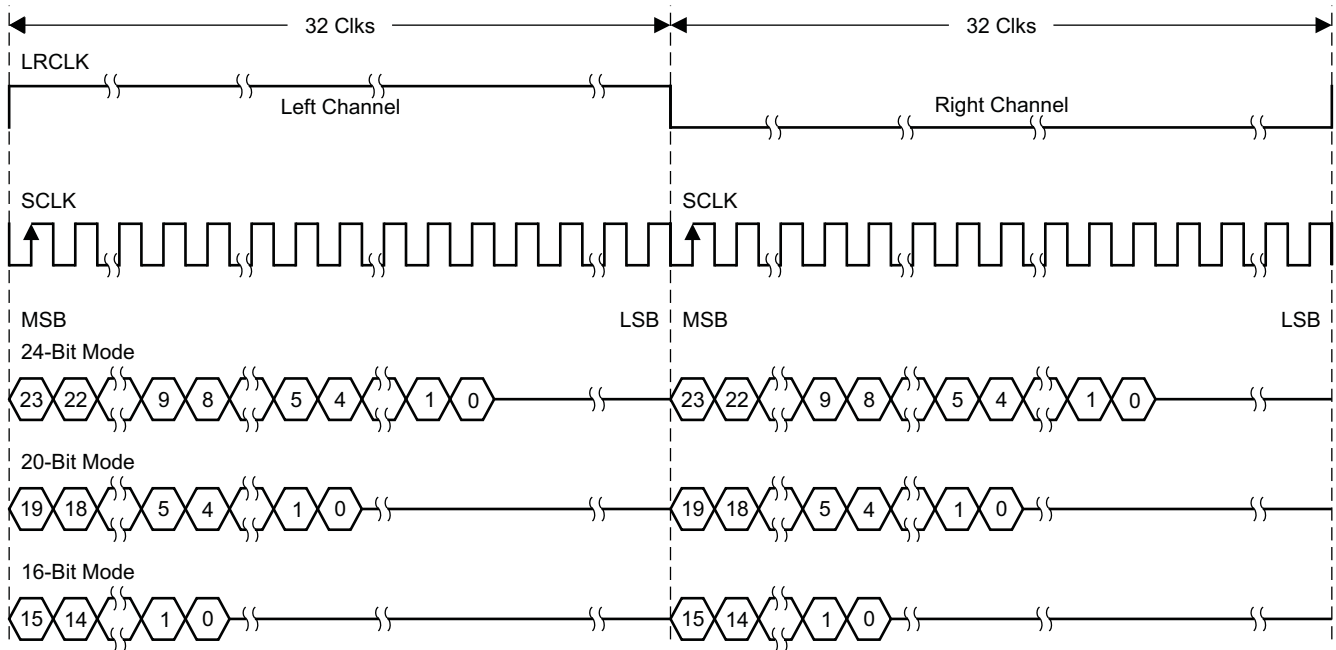 32 Clks 32 Clks
LRCLK
Left Channel Right Channel
SCLK SCLK
MSB LSB MSB LSB
24-Bit Mode
23 22 9 8 5 4 1 0 23 22 9 8 5 4 1 0
20-Bit Mode
19 18 5 4 1 0 19 18 5 4 1 0
16-Bit Mode
15 14 1 0 15 14 1 0